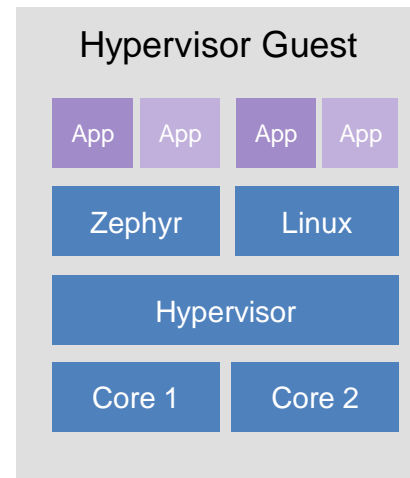 Hypervisor Guest
App App App App
Zephyr Linux
Hypervisor
Core 1 Core 2